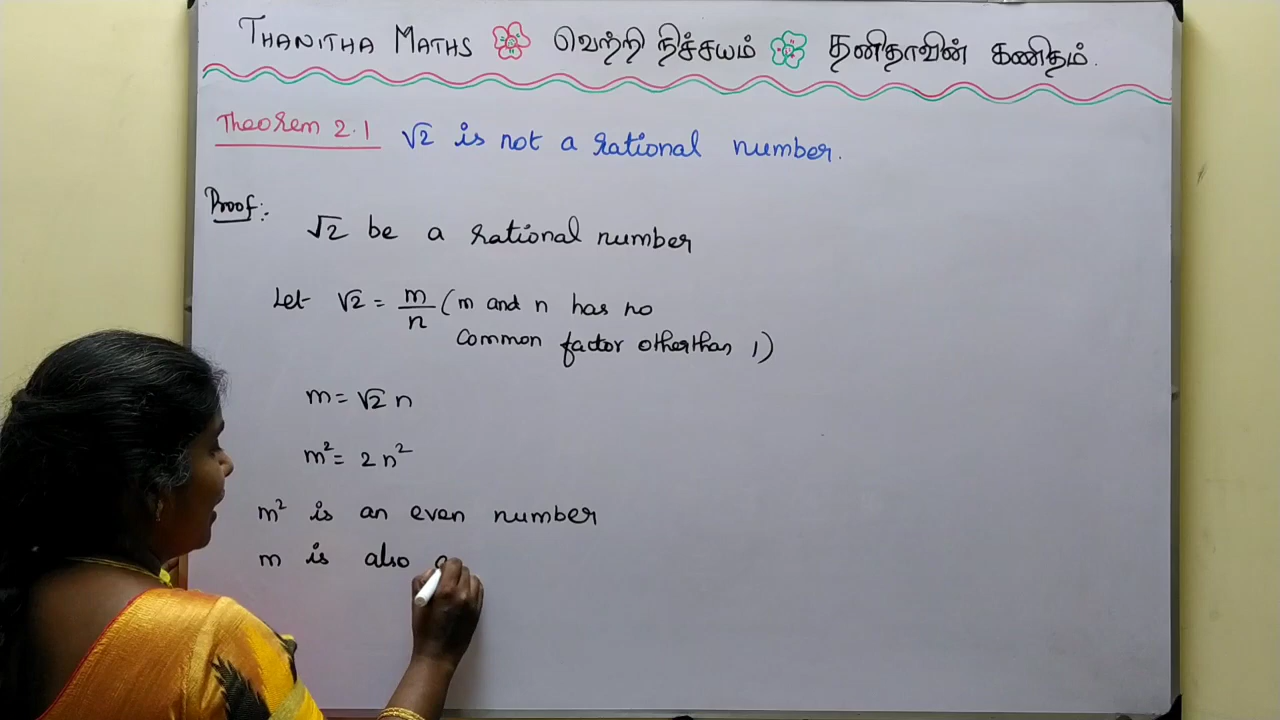 THANITHA MATHS வெற்றி நிச்சயம் தனிதாவின் கணிதம்.
Theorem 2.1 √2 is not a rational number.
Proof:
√2 be a rational number
Let √2 = m/n (m and n has no
Common factor otherthan 1)
m = √2 n
m² = 2n²
m² is an even number
m is also a